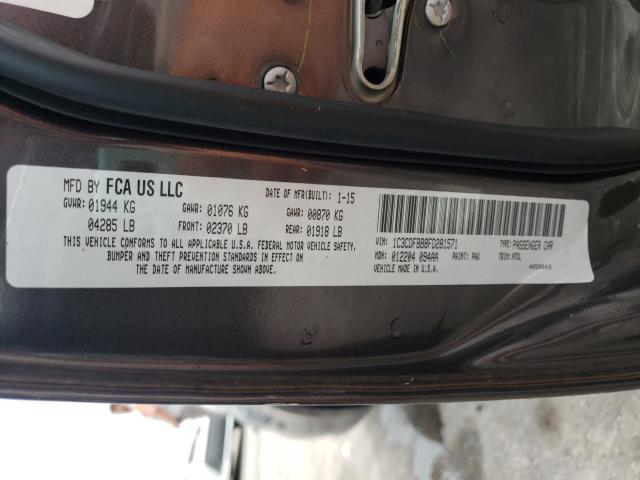 MFD BY FCA US LLC DATE OF MFR(BUILT): 1-15
GVWR: 01944 KG GAWR: 01076 KG GAWR: 00870 KG
04285 LB FRONT: 02370 LB REAR: 01918 LB
THIS VEHICLE CONFORMS TO ALL APPLICABLE U.S.A. FEDERAL MOTOR VEHICLE SAFETY,
BUMPER AND THEFT PREVENTION STANDARDS IN EFFECT ON
THE DATE OF MANUFACTURE SHOWN ABOVE.
VIN: 1C3CDFBB8FD281571 TYPE: PASSENGER CAR
MDH: 012204 094AA PAINT: PAU TRIM: H7X1
VEHICLE MADE IN: U.S.A.